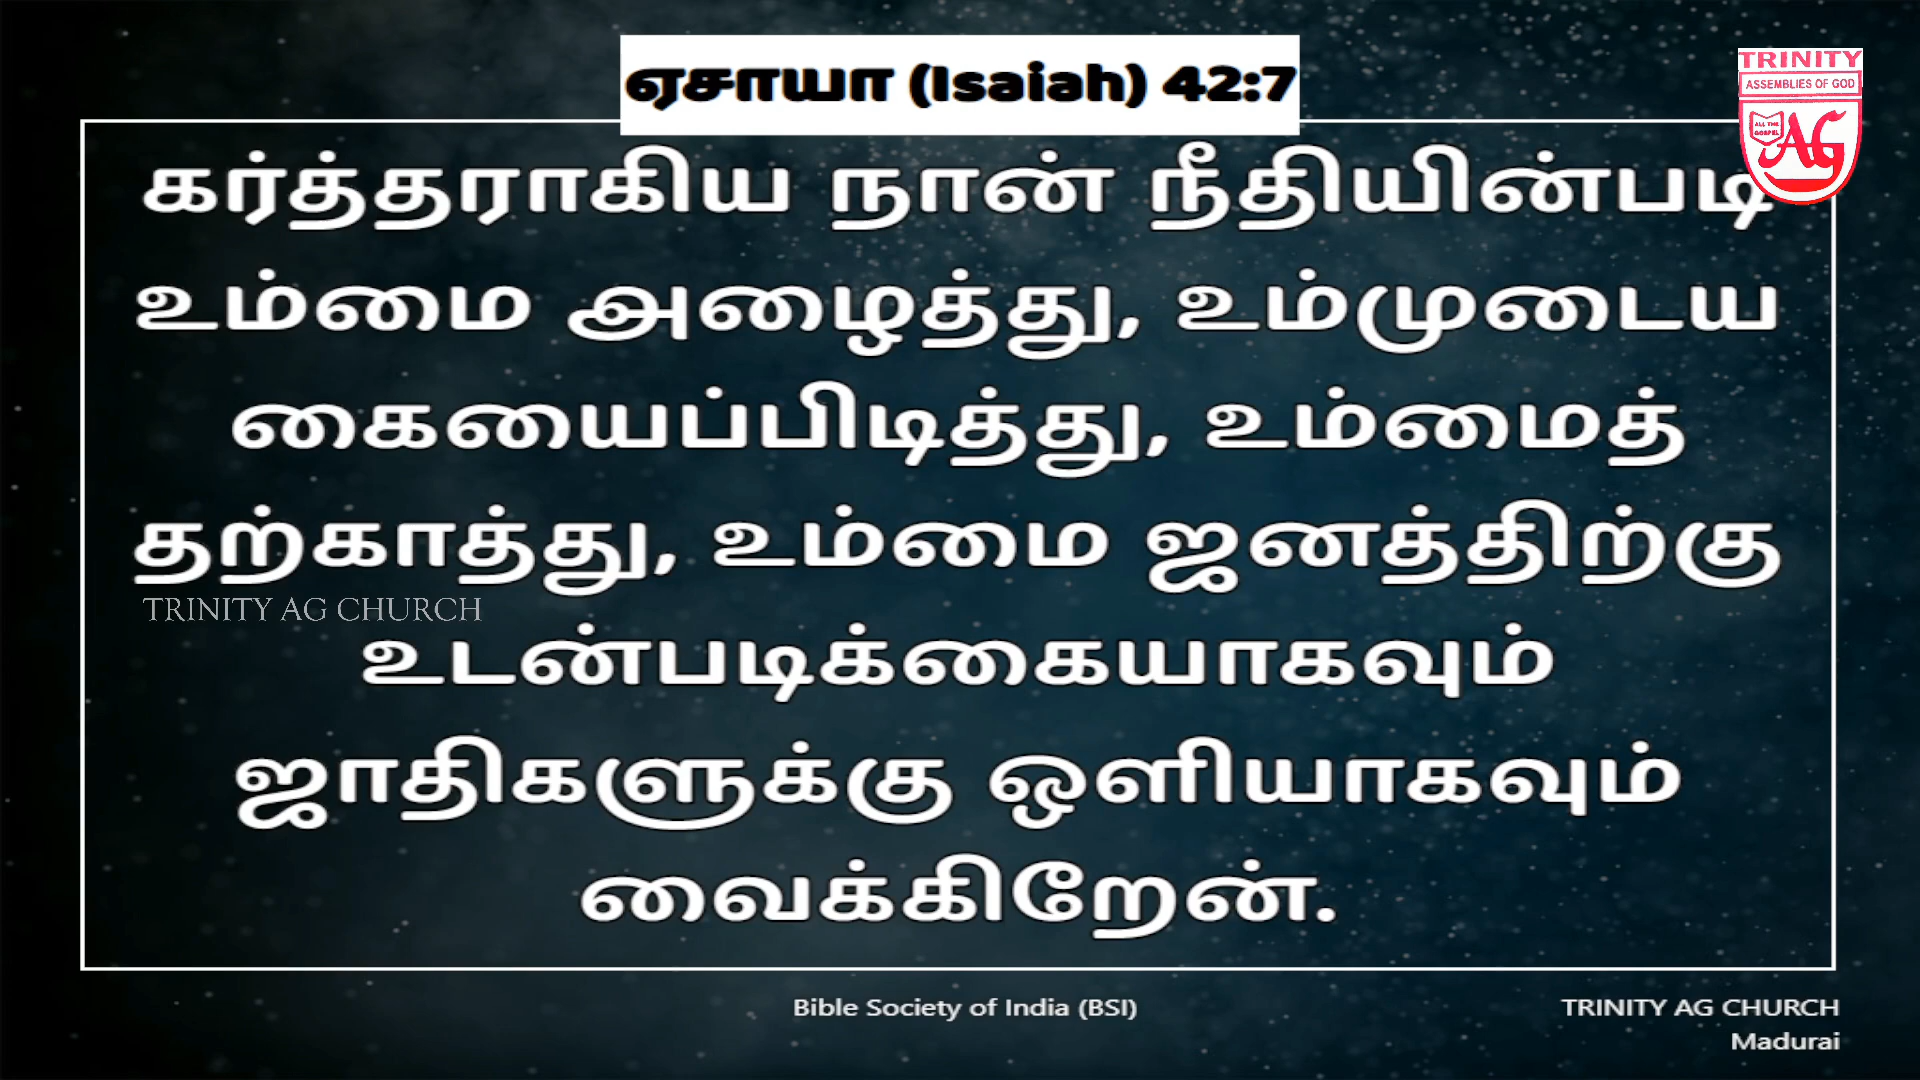 ஏசாயா (Isaiah) 42:7
TRINITY
ASSEMBLIES OF GOD
ALL THE
GOSPEL
AG
கர்த்தராகிய நான் நீதியின்படி
உம்மை அழைத்து, உம்முடைய
கையைப்பிடித்து, உம்மைத்
தற்காத்து, உம்மை ஜனத்திற்கு
TRINITY AG CHURCH
உடன்படிக்கையாகவும்
ஜாதிகளுக்கு ஒளியாகவும்
வைக்கிறேன்.
Bible Society of India (BSI)
TRINITY AG CHURCH
Madurai